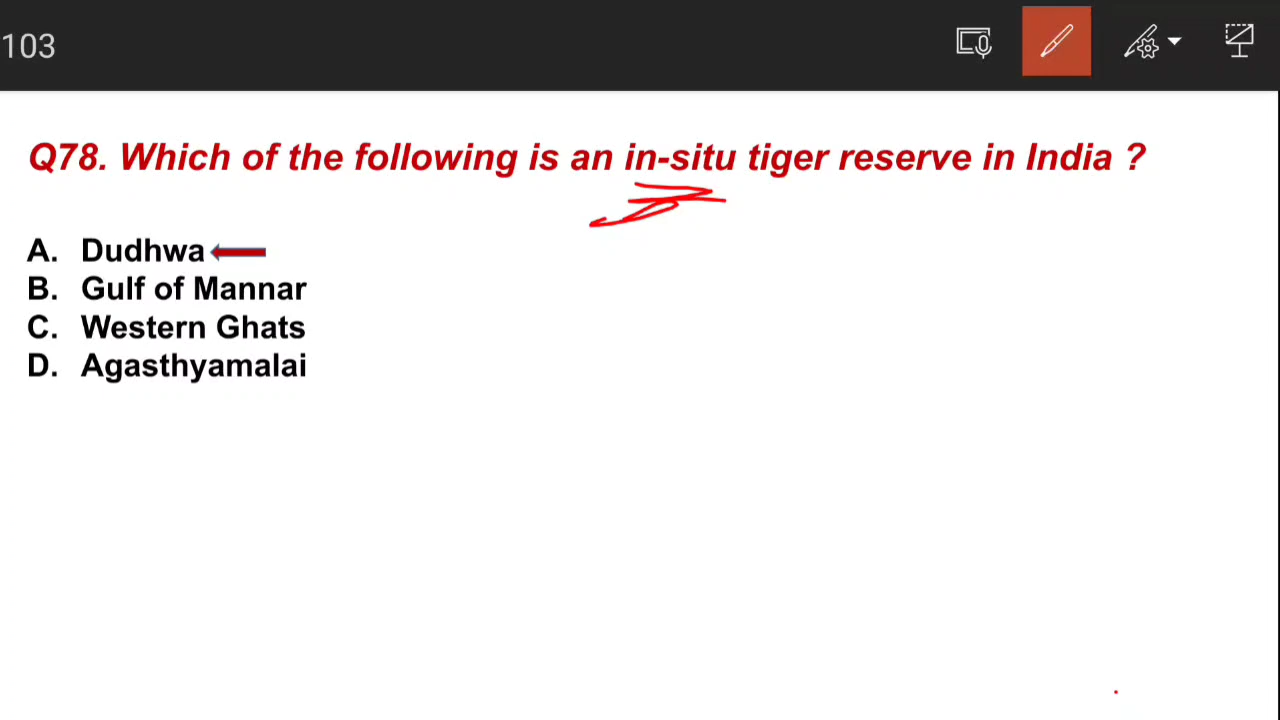 103
Q78. Which of the following is an in-situ tiger reserve in India ?
A. Dudhwa
B. Gulf of Mannar
C. Western Ghats
D. Agasthyamalai